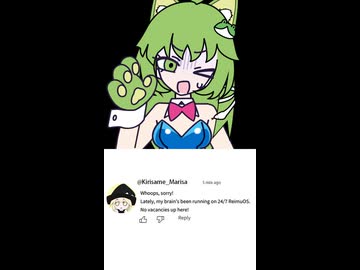 @Kirisame_Marisa 5 min ago
Whoops, sorry!
Lately, my brain's been running on 24/7 ReimuOS.
No vacancies up here!
Reply